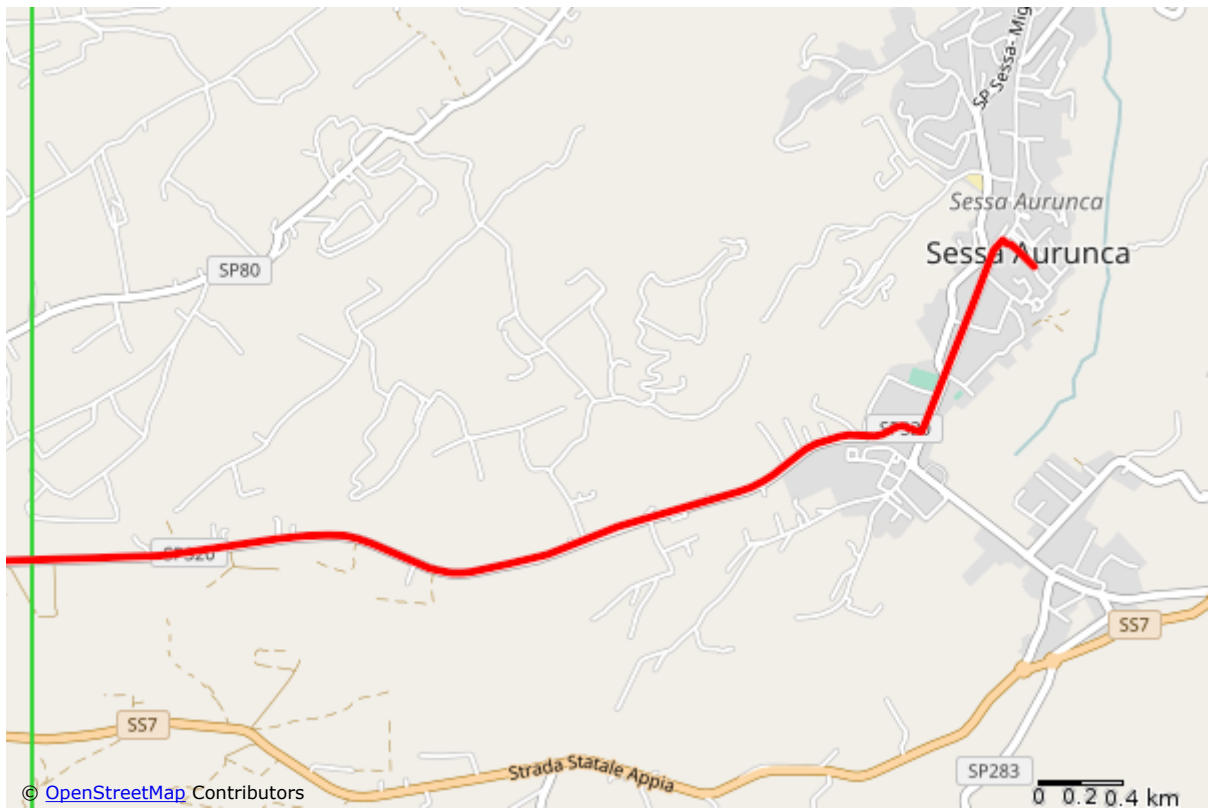 SP Sessa- Mig
Sessa Aurunca
Sessa Aurunca
SP80
SS7
SS7
Strada Statale Appia
SP283
© OpenStreetMap Contributors
0 0.2 0.4 km